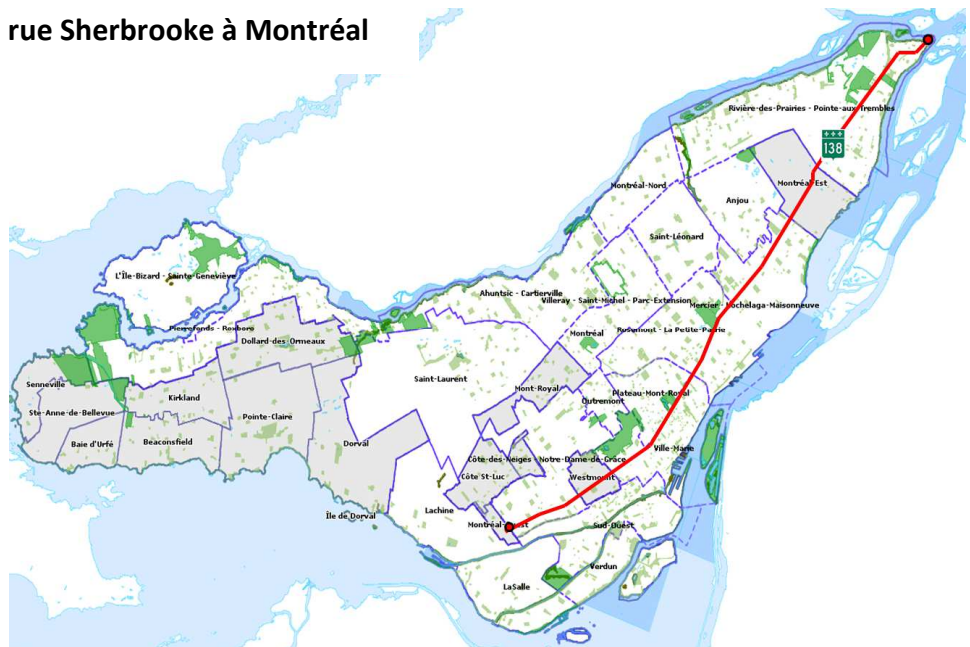 rue Sherbrooke à Montréal
Rivière-des-Prairies - Pointe-aux-Trembles
138
Montréal-Nord
Montréal-Est
Anjou
Saint-Léonard
L'Île-Bizard - Sainte-Geneviève
Ahuntsic - Cartierville
Villeray - Saint-Michel - Parc-Extension
Mercier - Hochelaga-Maisonneuve
Pierrefonds - Roxboro
Rosemont - La Petite-Patrie
Montréal
Dollard-des-Ormeaux
Saint-Laurent
Senneville
Mont-Royal
Plateau-Mont-Royal
Kirkland
Outremont
Ste-Anne-de-Bellevue
Pointe-Claire
Baie d'Urfé
Beaconsfield
Dorval
Ville-Marie
Côte-des-Neiges - Notre-Dame-de-Grâce
Côte St-Luc
Westmount
Lachine
Île de Dorval
Montréal-Ouest
Sud-Ouest
Verdun
LaSalle